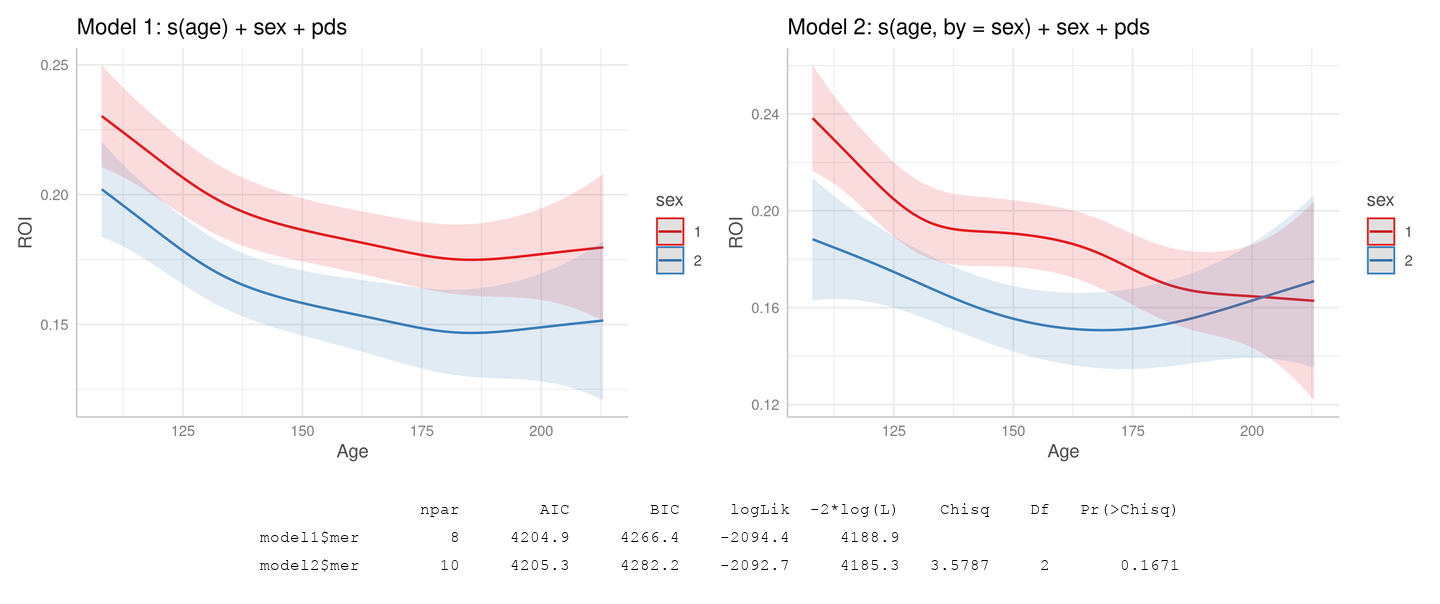 Model 1: s(age) + sex + pds
0.25
0.20
0.15
ROI
125 150 175 200
Age
sex
1
2
Model 2: s(age, by = sex) + sex + pds
0.24
0.20
0.16
0.12
ROI
125 150 175 200
Age
sex
1
2
npar AIC BIC logLik -2*log(L) Chisq Df Pr(>Chisq)
model1$mer 8 4204.9 4266.4 -2094.4 4188.9
model2$mer 10 4205.3 4282.2 -2092.7 4185.3 3.5787 2 0.1671